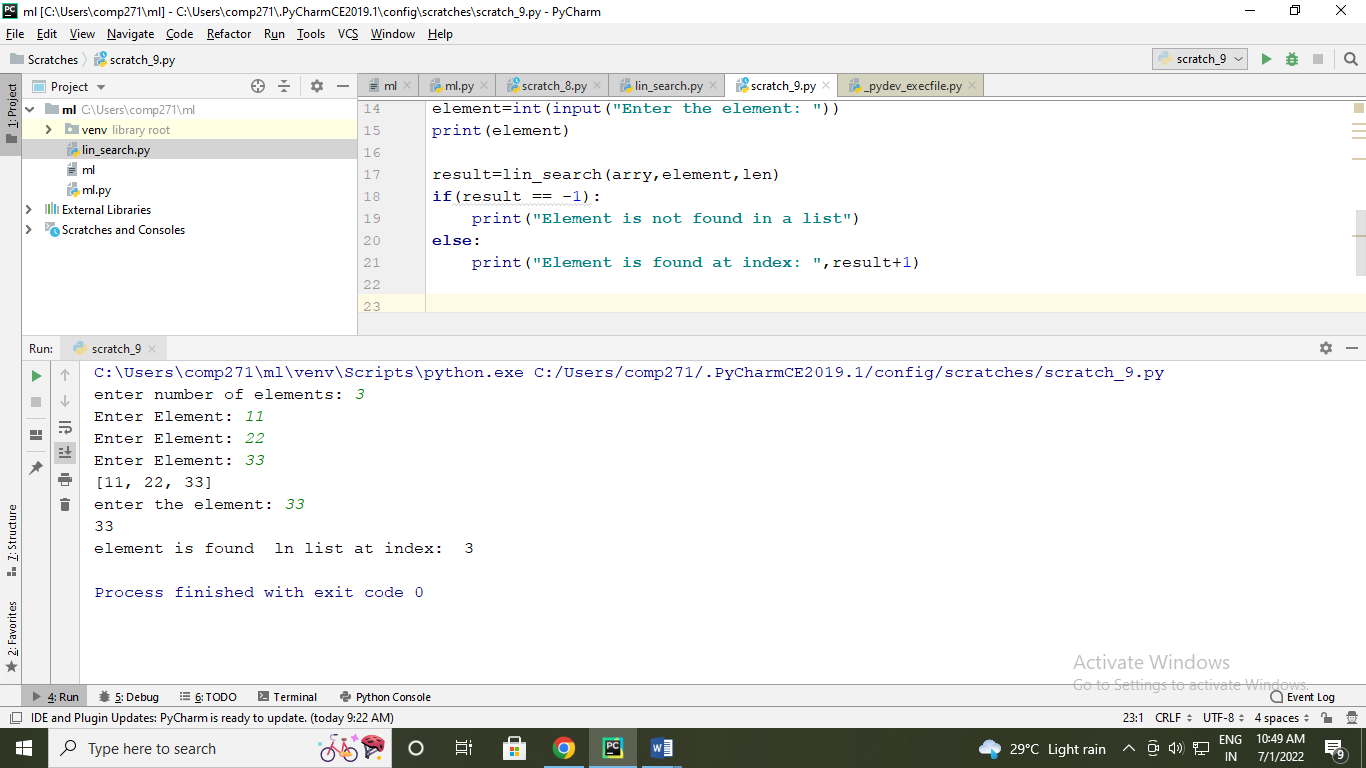 ml [C:\Users\comp271\ml] - C:\Users\comp271\.PyCharmCE2019.1\config\scratches\scratch_9.py - PyCharm
File Edit View Navigate Code Refactor Run Tools VCS Window Help
Scratches scratch_9.py scratch_9
1: Project
Project
ml ml.py scratch_8.py lin_search.py scratch_9.py _pydev_execfile.py
ml C:\Users\comp271\ml
venv library root
lin_search.py
ml
ml.py
External Libraries
Scratches and Consoles
14 element=int(input("Enter the element: "))
15 print(element)
16
17 result=lin_search(arry,element,len)
18 if(result == -1):
19 print("Element is not found in a list")
20 else:
21 print("Element is found at index: ",result+1)
22
23
Run: scratch_9
C:\Users\comp271\ml\venv\Scripts\python.exe C:/Users/comp271/.PyCharmCE2019.1/config/scratches/scratch_9.py
enter number of elements: 3
Enter Element: 11
Enter Element: 22
Enter Element: 33
[11, 22, 33]
enter the element: 33
33
element is found ln list at index: 3
Process finished with exit code 0
7: Structure
2: Favorites
Activate Windows
Go to Settings to activate Windows.
4: Run 5: Debug 6: TODO Terminal Python Console Event Log
IDE and Plugin Updates: PyCharm is ready to update. (today 9:22 AM) 23:1 CRLF UTF-8 4 spaces
Type here to search PC W 29°C Light rain ENG IN 10:49 AM 7/1/2022 9